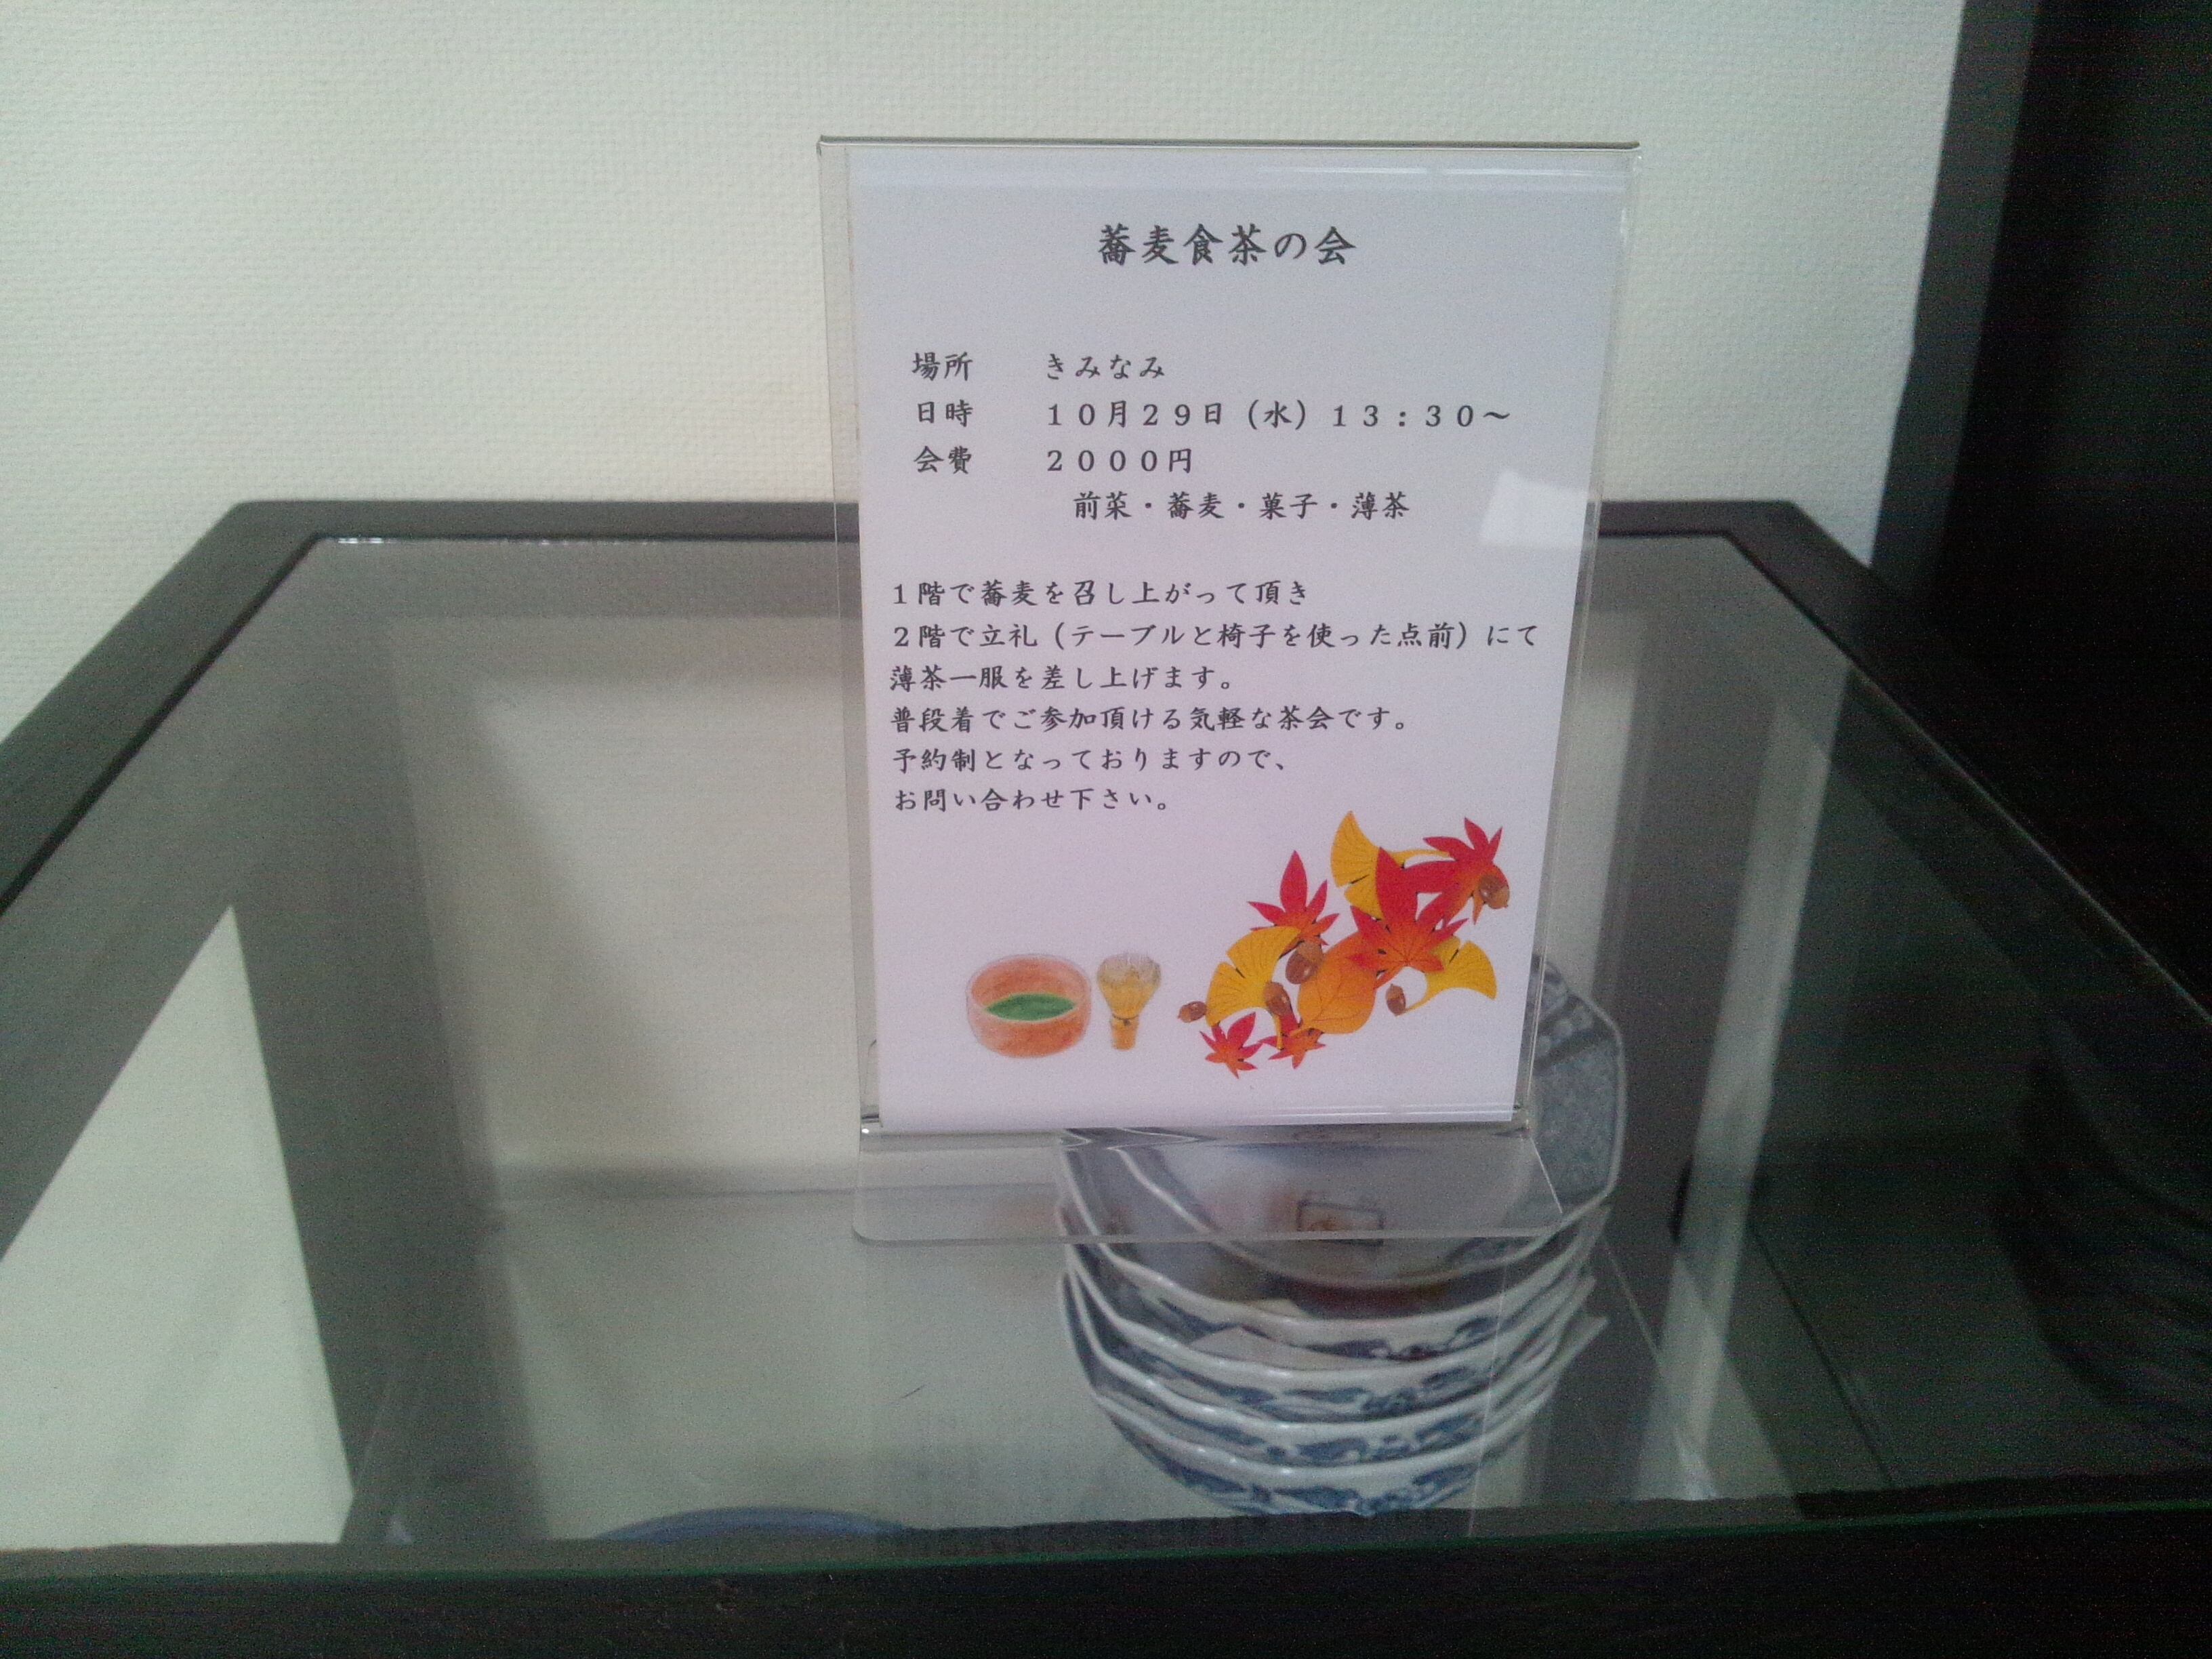 蕎麦食茶の会
場所　きみなみ
日時　１０月２９日（水）１３：３０～
会費　２０００円
前菜・蕎麦・菓子・薄茶
１階で蕎麦を召し上がって頂き
２階で立礼（テーブルと椅子を使った点前）にて
薄茶一服を差し上げます。
普段着でご参加頂ける気軽な茶会です。
予約制となっておりますので、
お問い合わせ下さい。